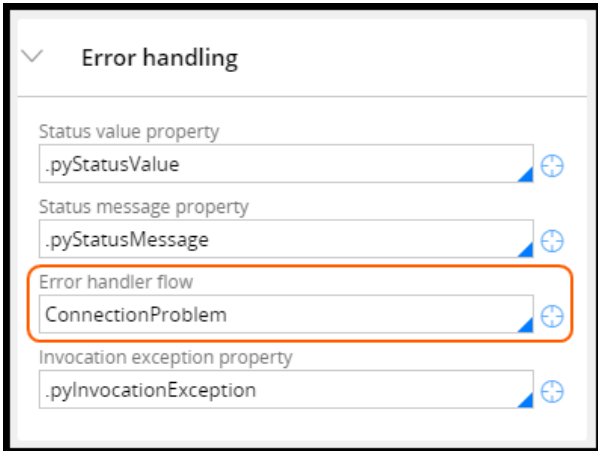 Error handling
Status value property
.pyStatusValue
Status message property
.pyStatusMessage
Error handler flow
ConnectionProblem
Invocation exception property
.pyInvocationException